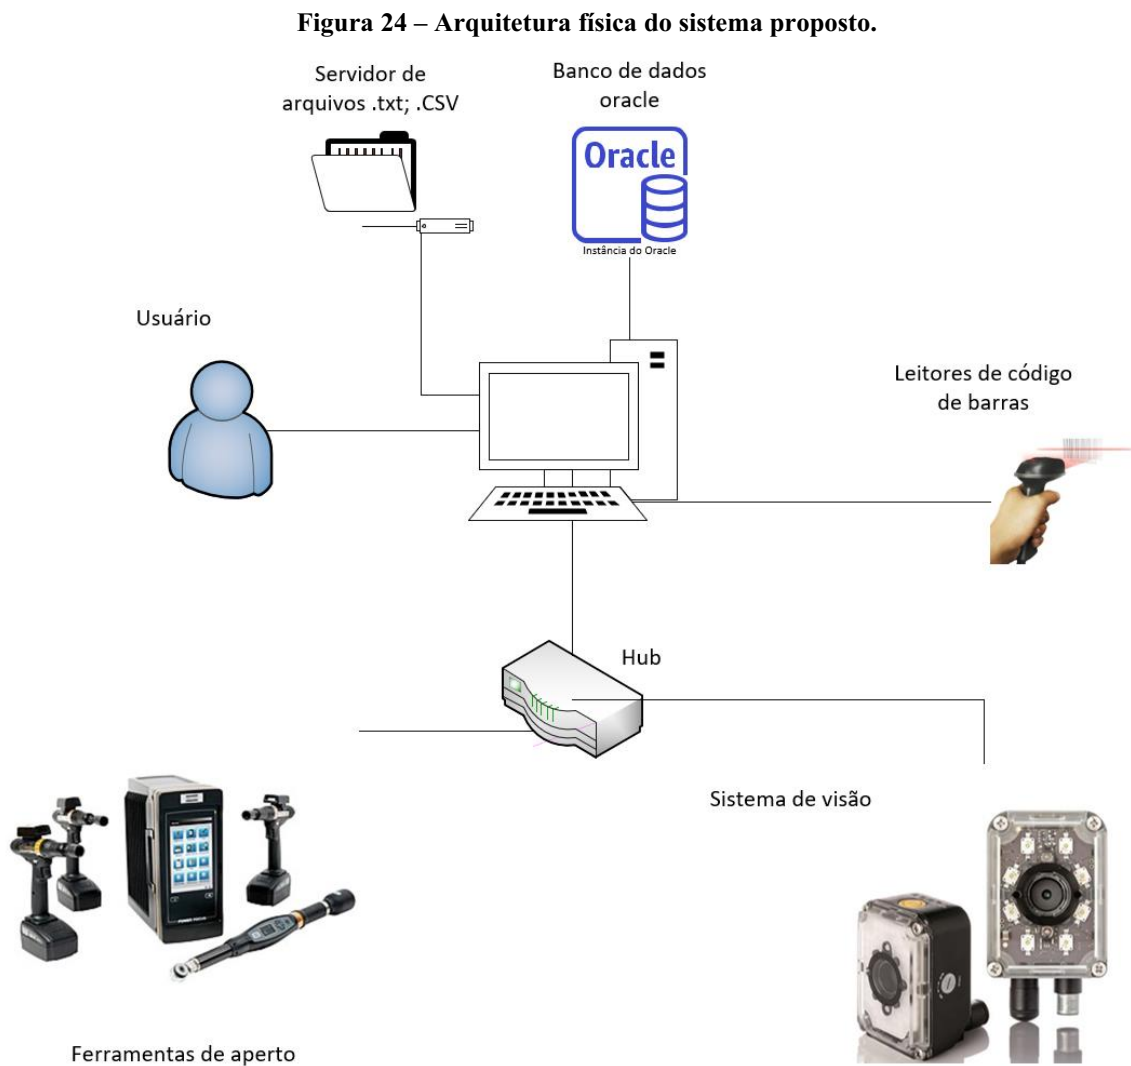 Figura 24 – Arquitetura física do sistema proposto.
Servidor de
arquivos .txt; .CSV
Banco de dados
oracle
Oracle
Instância do Oracle
Usuário
Leitores de código
de barras
Hub
Sistema de visão
Ferramentas de aperto